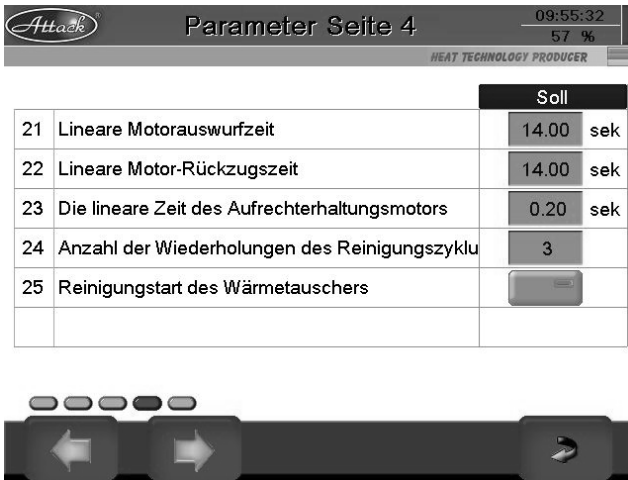 Attack
Parameter Seite 4
09:55:32
57 %
HEAT TECHNOLOGY PRODUCER
Soll
21 Lineare Motorauswurfzeit 14.00 sek
22 Lineare Motor-Rückzugszeit 14.00 sek
23 Die lineare Zeit des Aufrechterhaltungsmotors 0.20 sek
24 Anzahl der Wiederholungen des Reinigungszyklu 3
25 Reinigungstart des Wärmetauschers